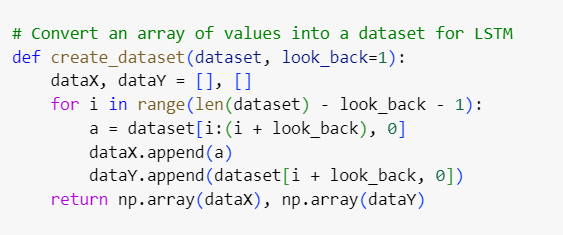 # Convert an array of values into a dataset for LSTM
def create_dataset(dataset, look_back=1):
    dataX, dataY = [], []
    for i in range(len(dataset) - look_back - 1):
        a = dataset[i:(i + look_back), 0]
        dataX.append(a)
        dataY.append(dataset[i + look_back, 0])
    return np.array(dataX), np.array(dataY)